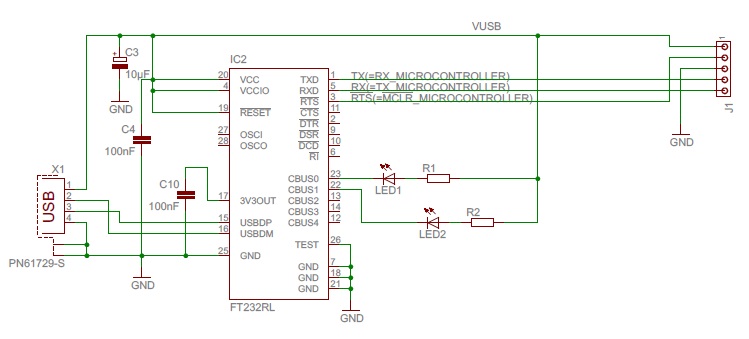 VUSB
C3
10µF
GND
C4
100nF
C10
100nF
X1
USB
1
2
3
4
PN61729-S
GND
IC2
20 VCC
4 VCCIO
19 RESET
27 OSCI
28 OSCO
17 3V3OUT
15 USBDP
16 USBDM
25 GND
TXD 1
RXD 5
RTS 3
CTS 11
DTR 2
DSR 9
DCD 10
RI 6
CBUS0 23
CBUS1 22
CBUS2 13
CBUS3 14
CBUS4 12
TEST 26
GND 7
GND 18
GND 21
FT232RL
TX(=RX_MICROCONTROLLER)
RX(=TX_MICROCONTROLLER)
RTS(=MCLR_MICROCONTROLLER)
LED1
R1
LED2
R2
GND
1
J1
GND